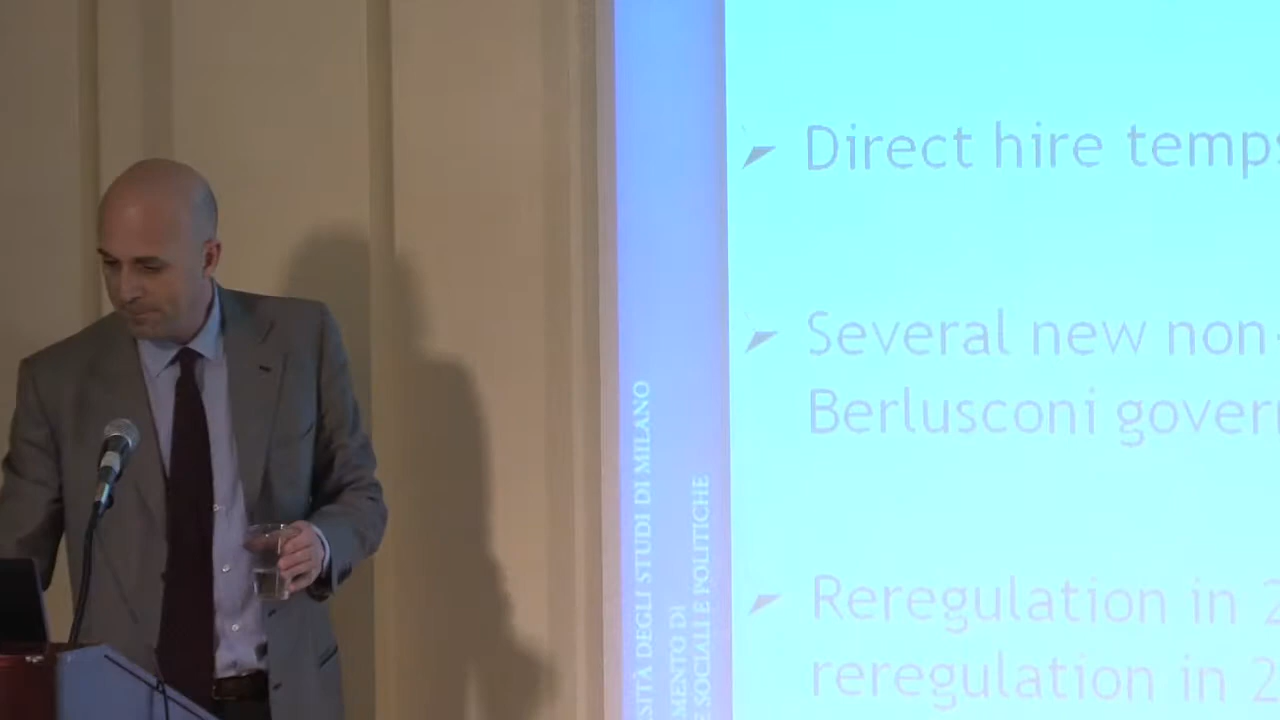 Direct hire temps
Several new non-
Berlusconi govern
Reregulation in 2
reregulation in 2
SITÀ DEGLI STUDI DI MILANO
MENTO DI
E SOCIALI E POLITICHE